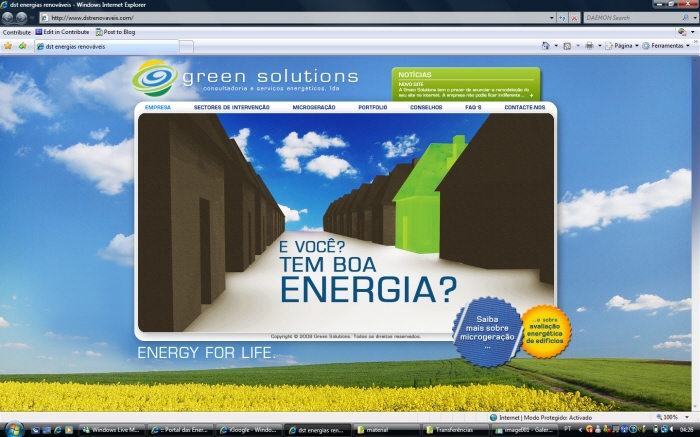 dst energias renováveis - Windows Internet Explorer
http://www.dstrenovaveis.com/
DAEMON Search
Contribute Edit in Contribute Post to Blog
dst energias renováveis
Página Ferramentas
green solutions
consultadoria e serviços energéticos, lda
NOTÍCIAS
NOVO SITE
A Green Solutions tem o prazer de anunciar a remodelação
do seu site na internet. A empresa não podia ficar indiferente ...
EMPRESA SECTORES DE INTERVENÇÃO MICROGERAÇÃO PORTFOLIO CONSELHOS FAQ'S CONTACTE-NOS
E VOCÊ?
TEM BOA
ENERGIA?
Saiba
mais sobre
microgeração
...
...e sobre
avaliação
energética
de edifícios
Copyright © 2008 Green Solutions. Todos os direitos reservados.
ENERGY FOR LIFE.
Internet | Modo Protegido: Activado
100%
Windows Live M...
:: Portal das Ener...
iGoogle - Window...
dst energias ren...
material
Transferências
image001 - Galer...
PT
04:26